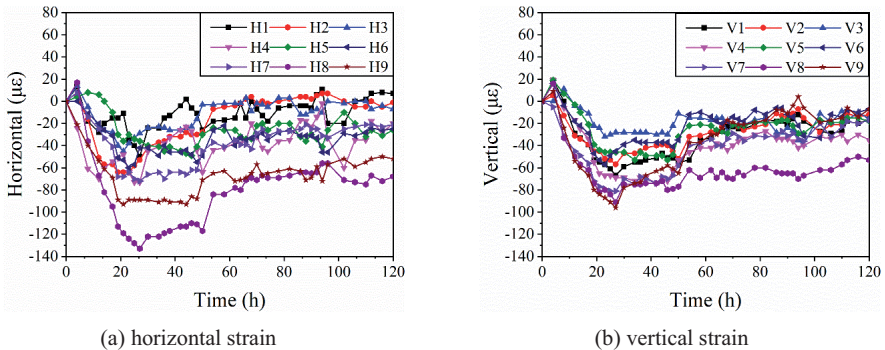 80
60
40
20
0
-20
-40
-60
-80
-100
-120
-140
Horizontal (με)
H1 H2 H3
H4 H5 H6
H7 H8 H9
0 20 40 60 80 100 120
Time (h)
(a) horizontal strain
80
60
40
20
0
-20
-40
-60
-80
-100
-120
-140
Vertical (με)
V1 V2 V3
V4 V5 V6
V7 V8 V9
0 20 40 60 80 100 120
Time (h)
(b) vertical strain